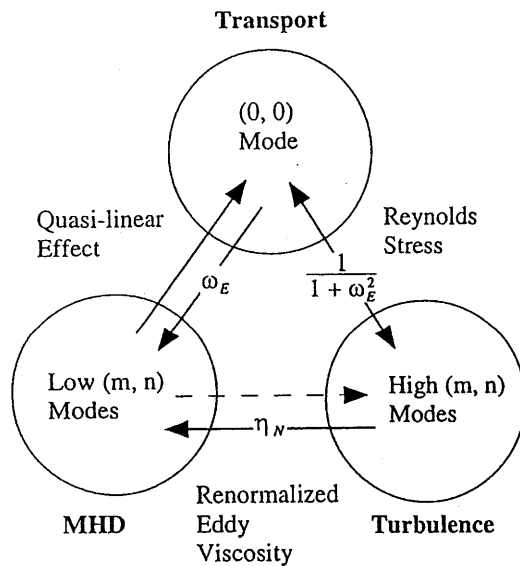 Transport
(0, 0)
Mode
Quasi-linear
Effect
Reynolds
Stress
ω_E
1
1 + ω_E^2
Low (m, n)
Modes
High (m, n)
Modes
η_N
Renormalized
Eddy
Viscosity
MHD
Turbulence